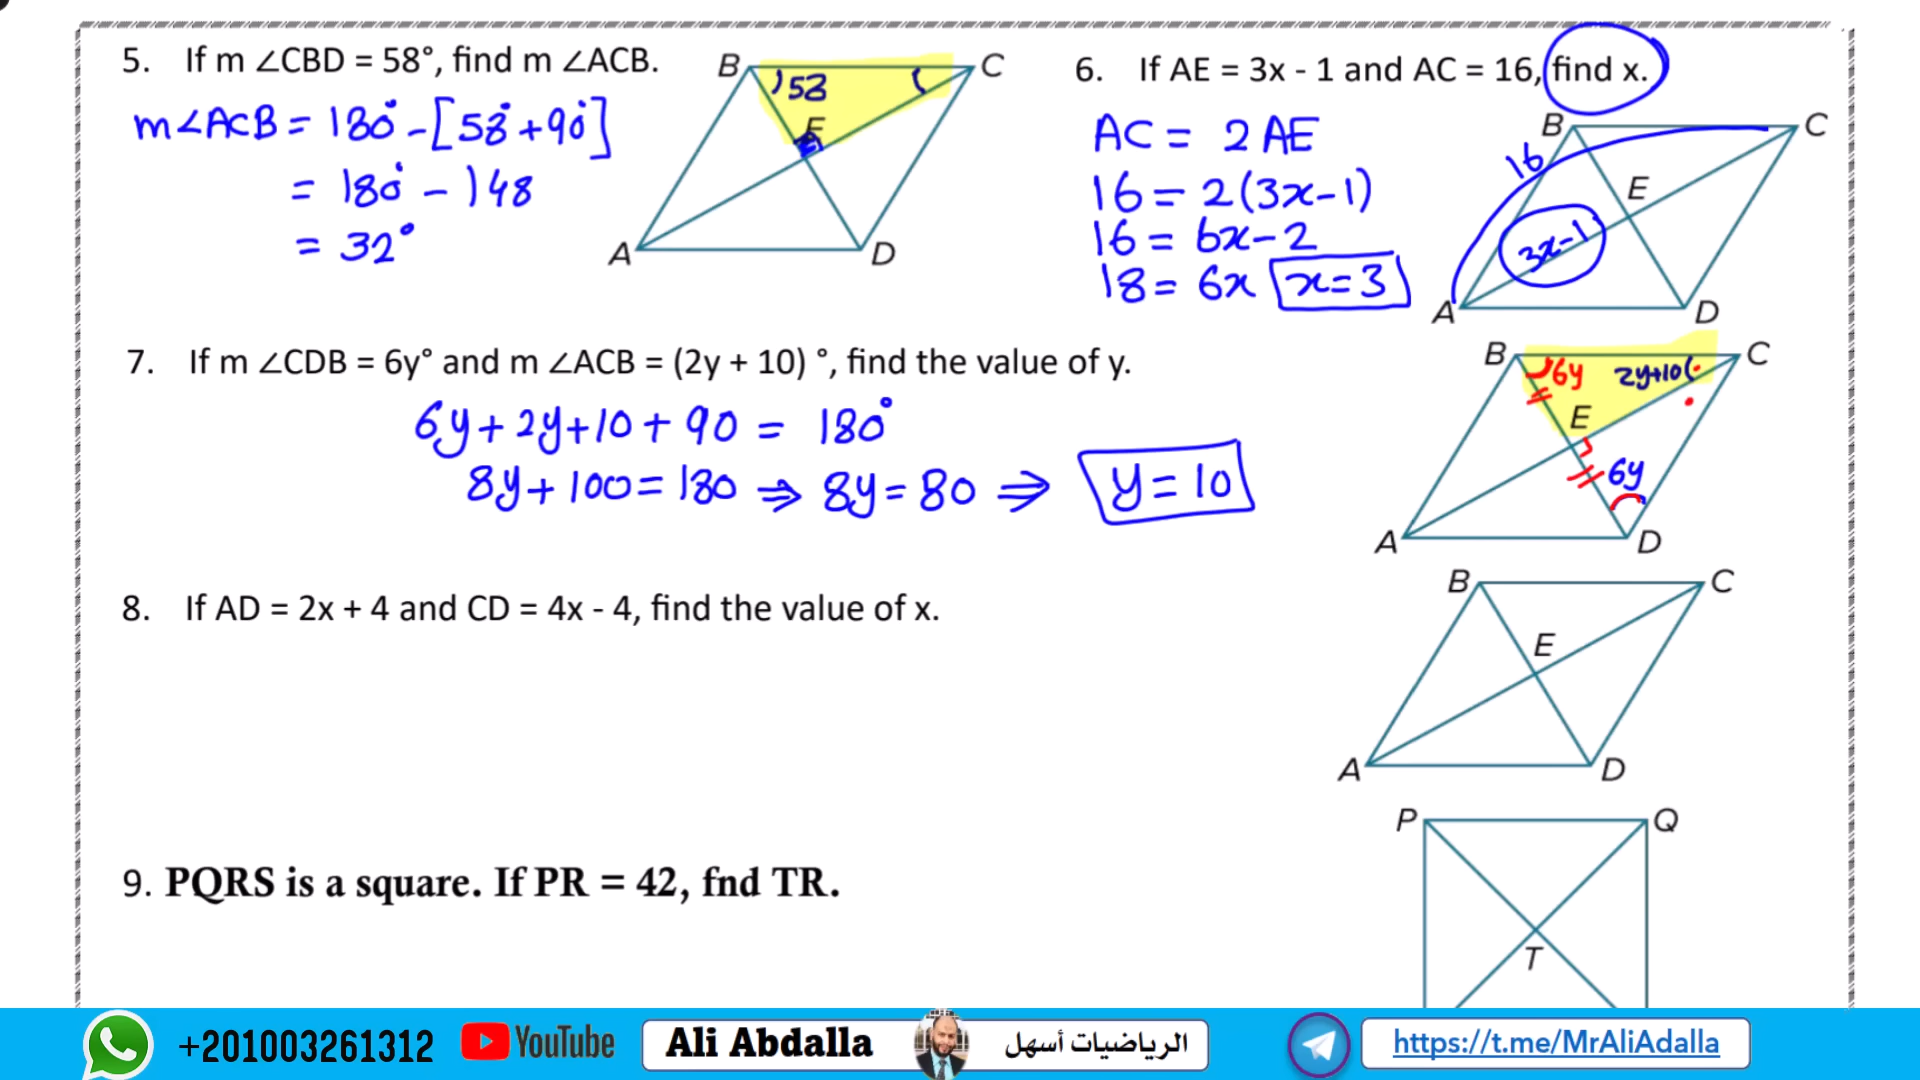 5. If m ∠CBD = 58°, find m ∠ACB.
m∠ACB = 180° - [58° + 90°]
= 180° - 148
= 32°
B C
58
E
A D
6. If AE = 3x - 1 and AC = 16, find x.
AC = 2 AE
16 = 2(3x-1)
16 = 6x-2
18 = 6x x=3
B C
16
E
3x-1
A D
7. If m ∠CDB = 6y° and m ∠ACB = (2y + 10) °, find the value of y.
6y + 2y + 10 + 90 = 180°
8y + 100 = 180 ⇒ 8y = 80 ⇒ y = 10
B C
6y 2y+10
E
6y
A D
8. If AD = 2x + 4 and CD = 4x - 4, find the value of x.
B C
E
A D
9. PQRS is a square. If PR = 42, fnd TR.
P Q
T
+201003261312 YouTube Ali Abdalla الرياضيات أسهل https://t.me/MrAliAdalla